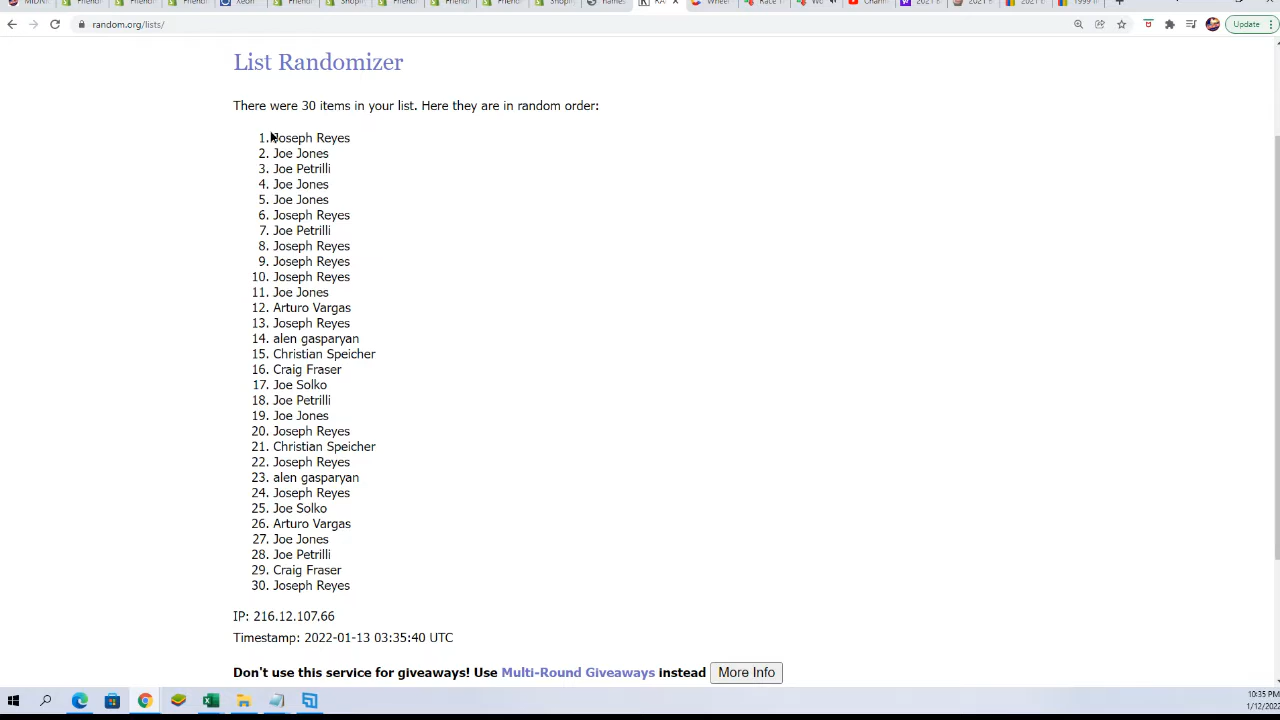 random.org/lists/
Update
List Randomizer
There were 30 items in your list. Here they are in random order:
1. Joseph Reyes
2. Joe Jones
3. Joe Petrilli
4. Joe Jones
5. Joe Jones
6. Joseph Reyes
7. Joe Petrilli
8. Joseph Reyes
9. Joseph Reyes
10. Joseph Reyes
11. Joe Jones
12. Arturo Vargas
13. Joseph Reyes
14. alen gasparyan
15. Christian Speicher
16. Craig Fraser
17. Joe Solko
18. Joe Petrilli
19. Joe Jones
20. Joseph Reyes
21. Christian Speicher
22. Joseph Reyes
23. alen gasparyan
24. Joseph Reyes
25. Joe Solko
26. Arturo Vargas
27. Joe Jones
28. Joe Petrilli
29. Craig Fraser
30. Joseph Reyes
IP: 216.12.107.66
Timestamp: 2022-01-13 03:35:40 UTC
Don't use this service for giveaways! Use Multi-Round Giveaways instead More Info
10:35 PM